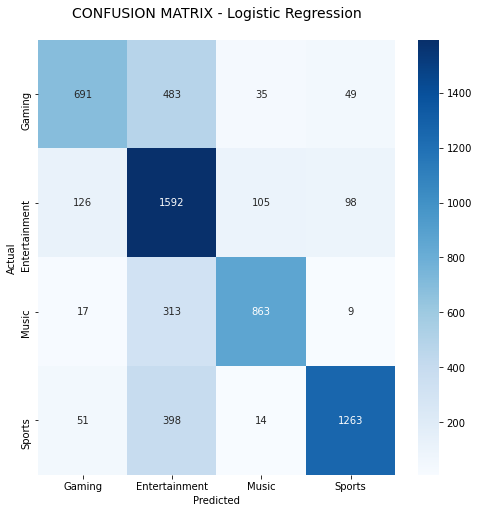 CONFUSION MATRIX - Logistic Regression
Actual
Gaming
691 483 35 49
Entertainment
126 1592 105 98
Music
17 313 863 9
Sports
51 398 14 1263
Gaming Entertainment Music Sports
Predicted
1400
1200
1000
800
600
400
200